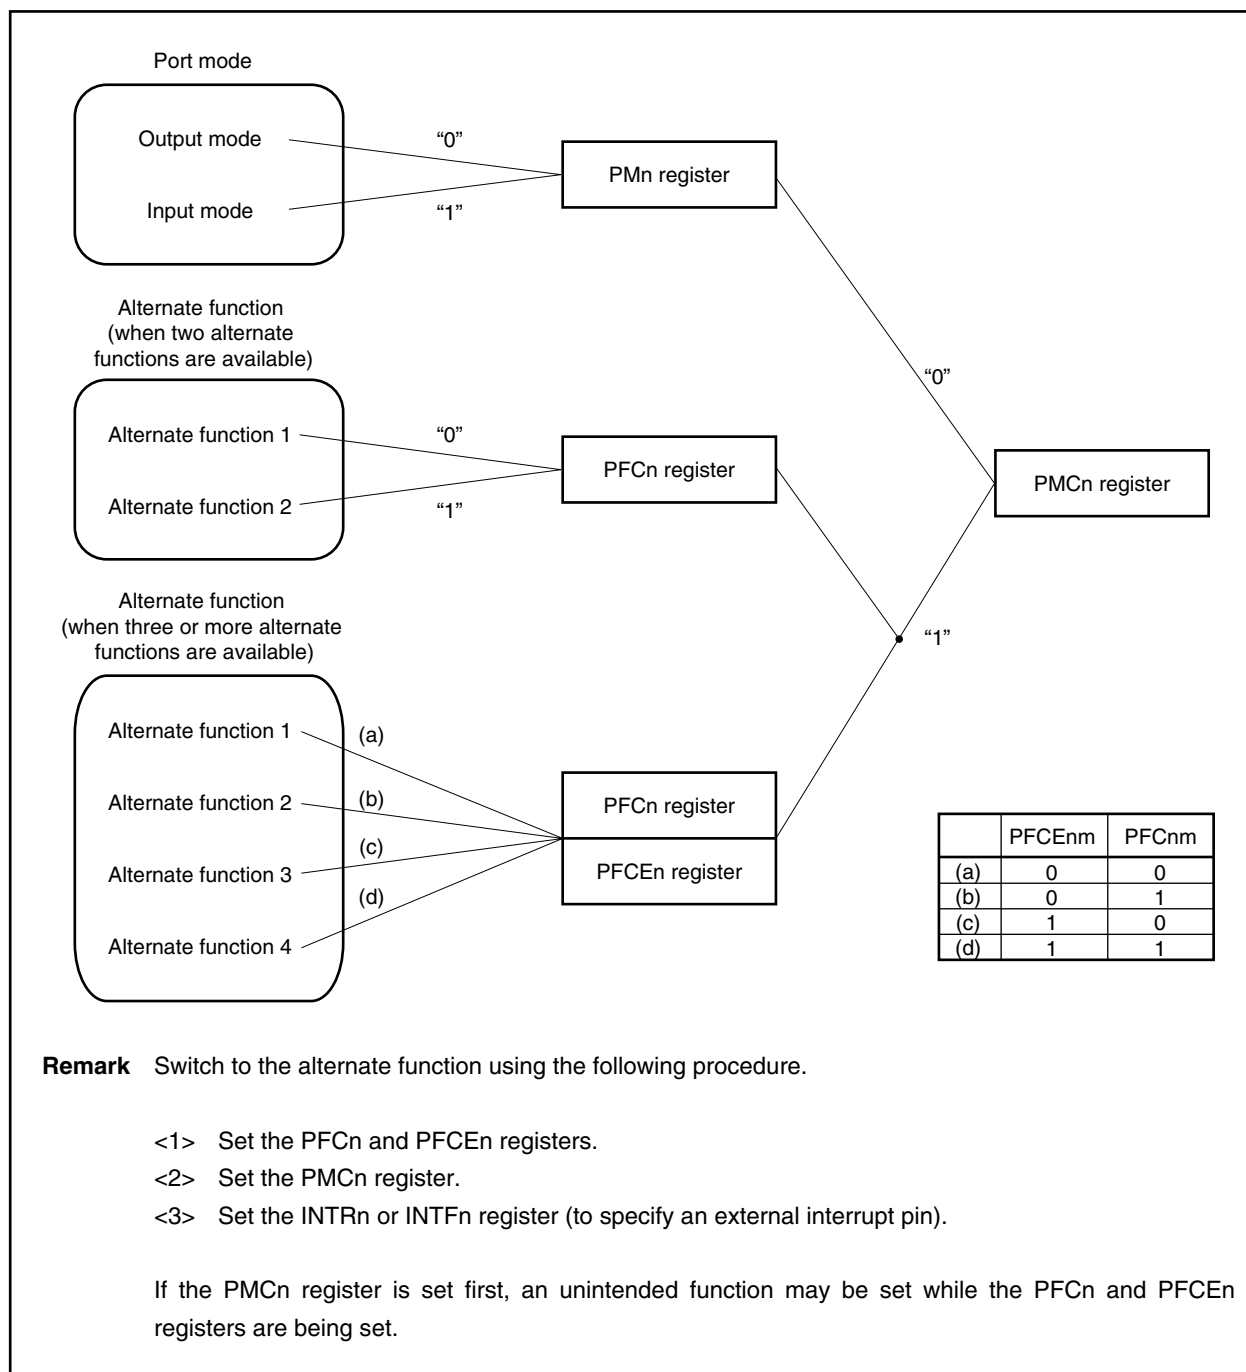 Port mode
Output mode
“0”
PMn register
Input mode
“1”
Alternate function
(when two alternate
functions are available)
“0”
Alternate function 1
“0”
PFCn register
PMCn register
Alternate function 2
“1”
Alternate function
(when three or more alternate
functions are available)
“1”
Alternate function 1
(a)
Alternate function 2
(b)
PFCn register
Alternate function 3
(c)
PFCEn register
(d)
Alternate function 4
PFCEnm PFCnm
(a) 0 0
(b) 0 1
(c) 1 0
(d) 1 1
Remark Switch to the alternate function using the following procedure.
<1> Set the PFCn and PFCEn registers.
<2> Set the PMCn register.
<3> Set the INTRn or INTFn register (to specify an external interrupt pin).
If the PMCn register is set first, an unintended function may be set while the PFCn and PFCEn
registers are being set.